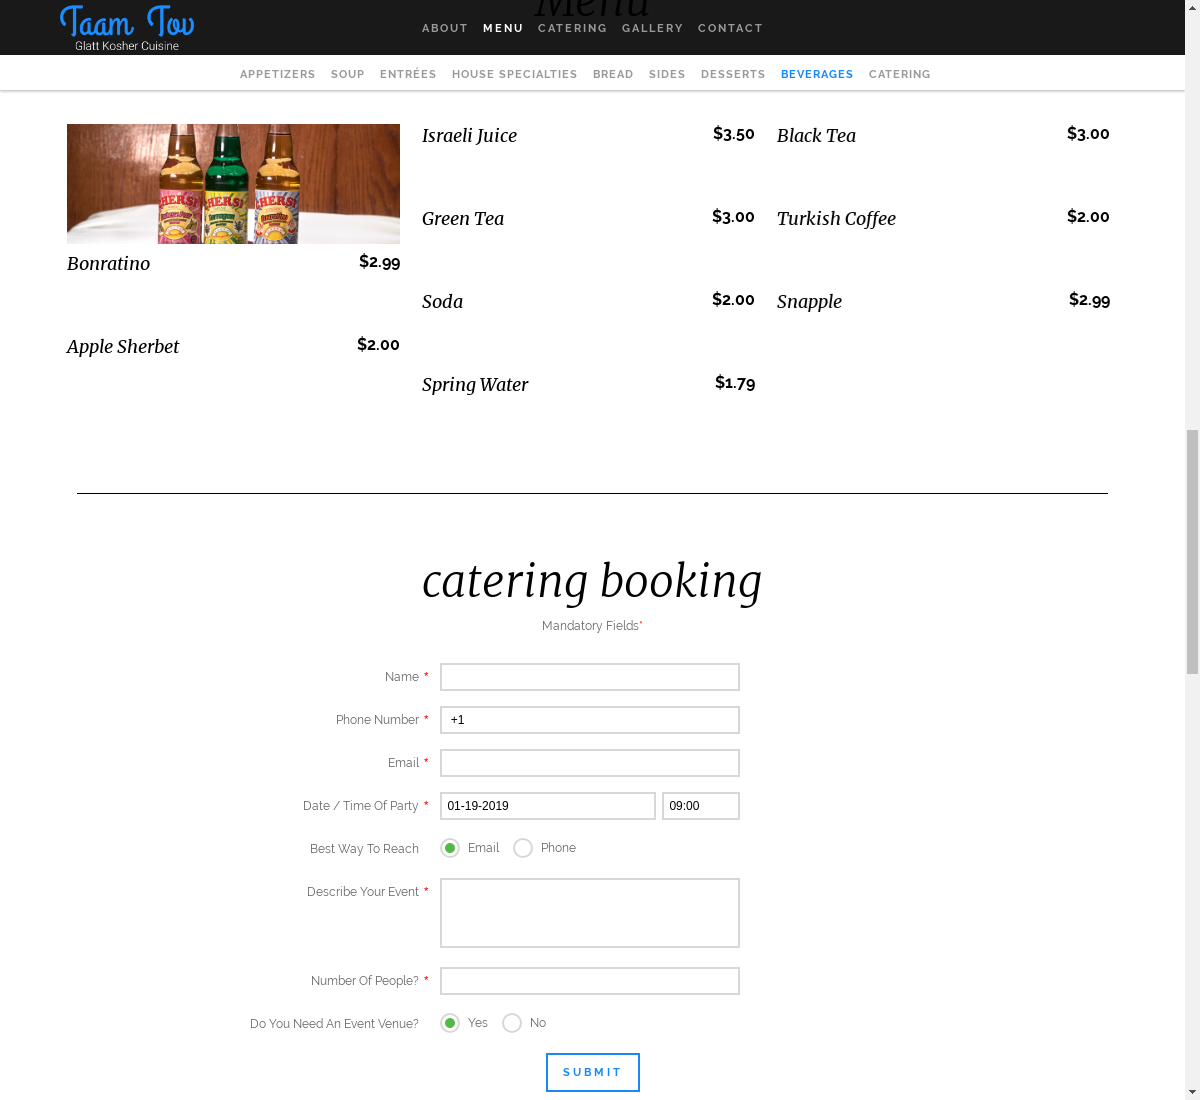 Menu
Taam Tov
Glatt Kosher Cuisine
ABOUT MENU CATERING GALLERY CONTACT
APPETIZERS SOUP ENTRÉES HOUSE SPECIALTIES BREAD SIDES DESSERTS BEVERAGES CATERING
Bonratino $2.99
Apple Sherbet $2.00
Israeli Juice $3.50
Green Tea $3.00
Soda $2.00
Spring Water $1.79
Black Tea $3.00
Turkish Coffee $2.00
Snapple $2.99
catering booking
Mandatory Fields*
Name *
Phone Number * +1
Email *
Date / Time Of Party * 01-19-2019 09:00
Best Way To Reach Email Phone
Describe Your Event *
Number Of People? *
Do You Need An Event Venue? Yes No
SUBMIT